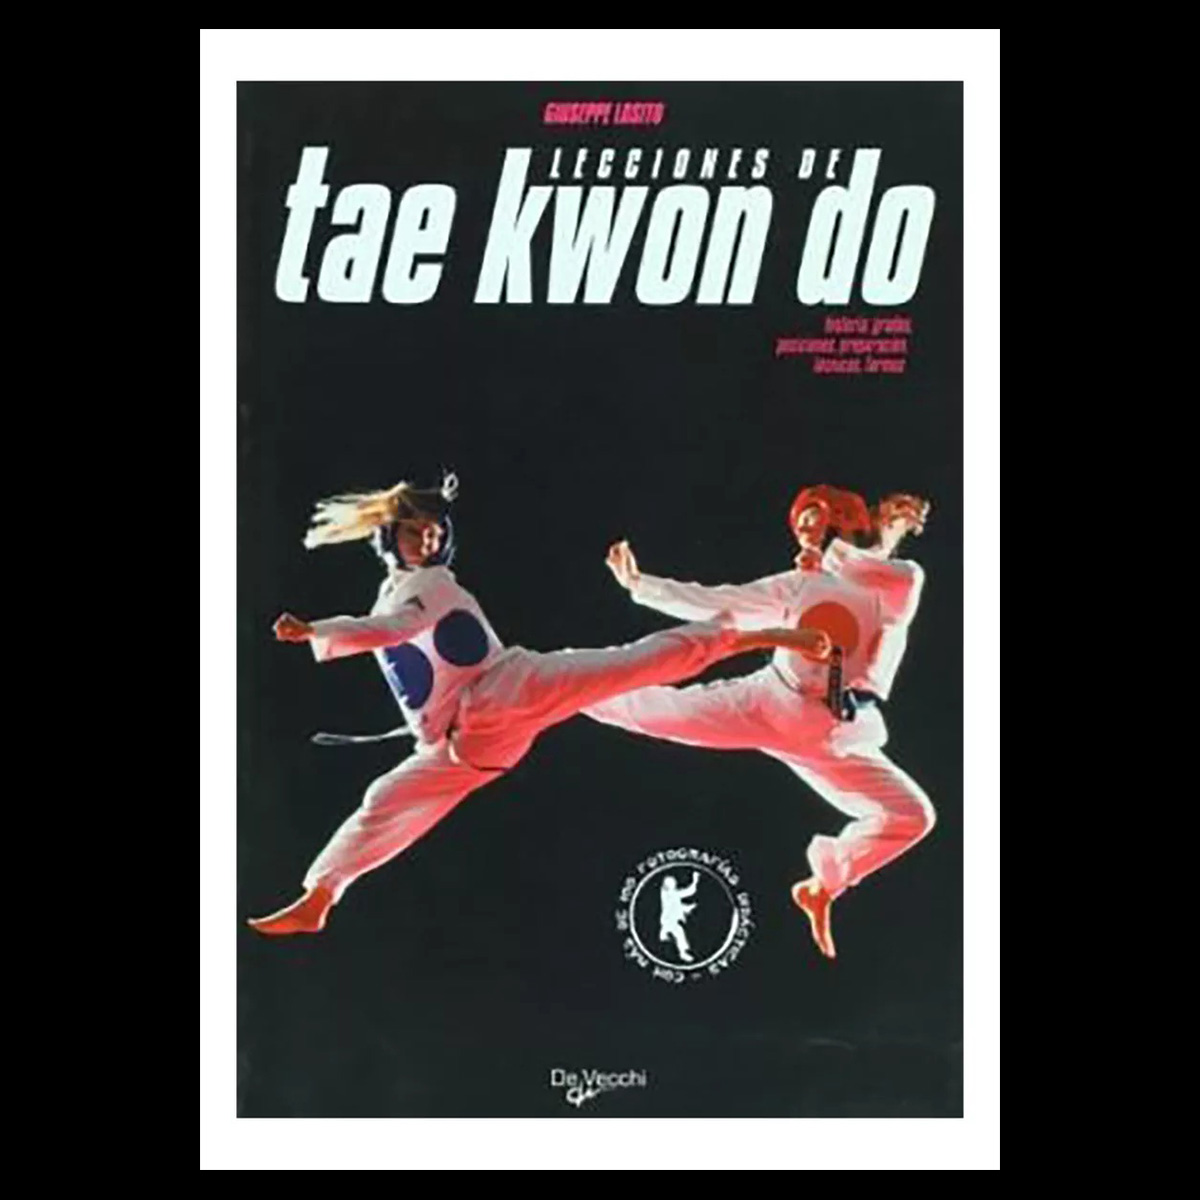 GIUSEPPE LOSITO
LECCIONES DE
tae kwon do
historia, grados,
posiciones, preparación,
técnicas, formas
CON MÁS DE 100 FOTOGRAFÍAS DIDÁCTICAS -
De Vecchi